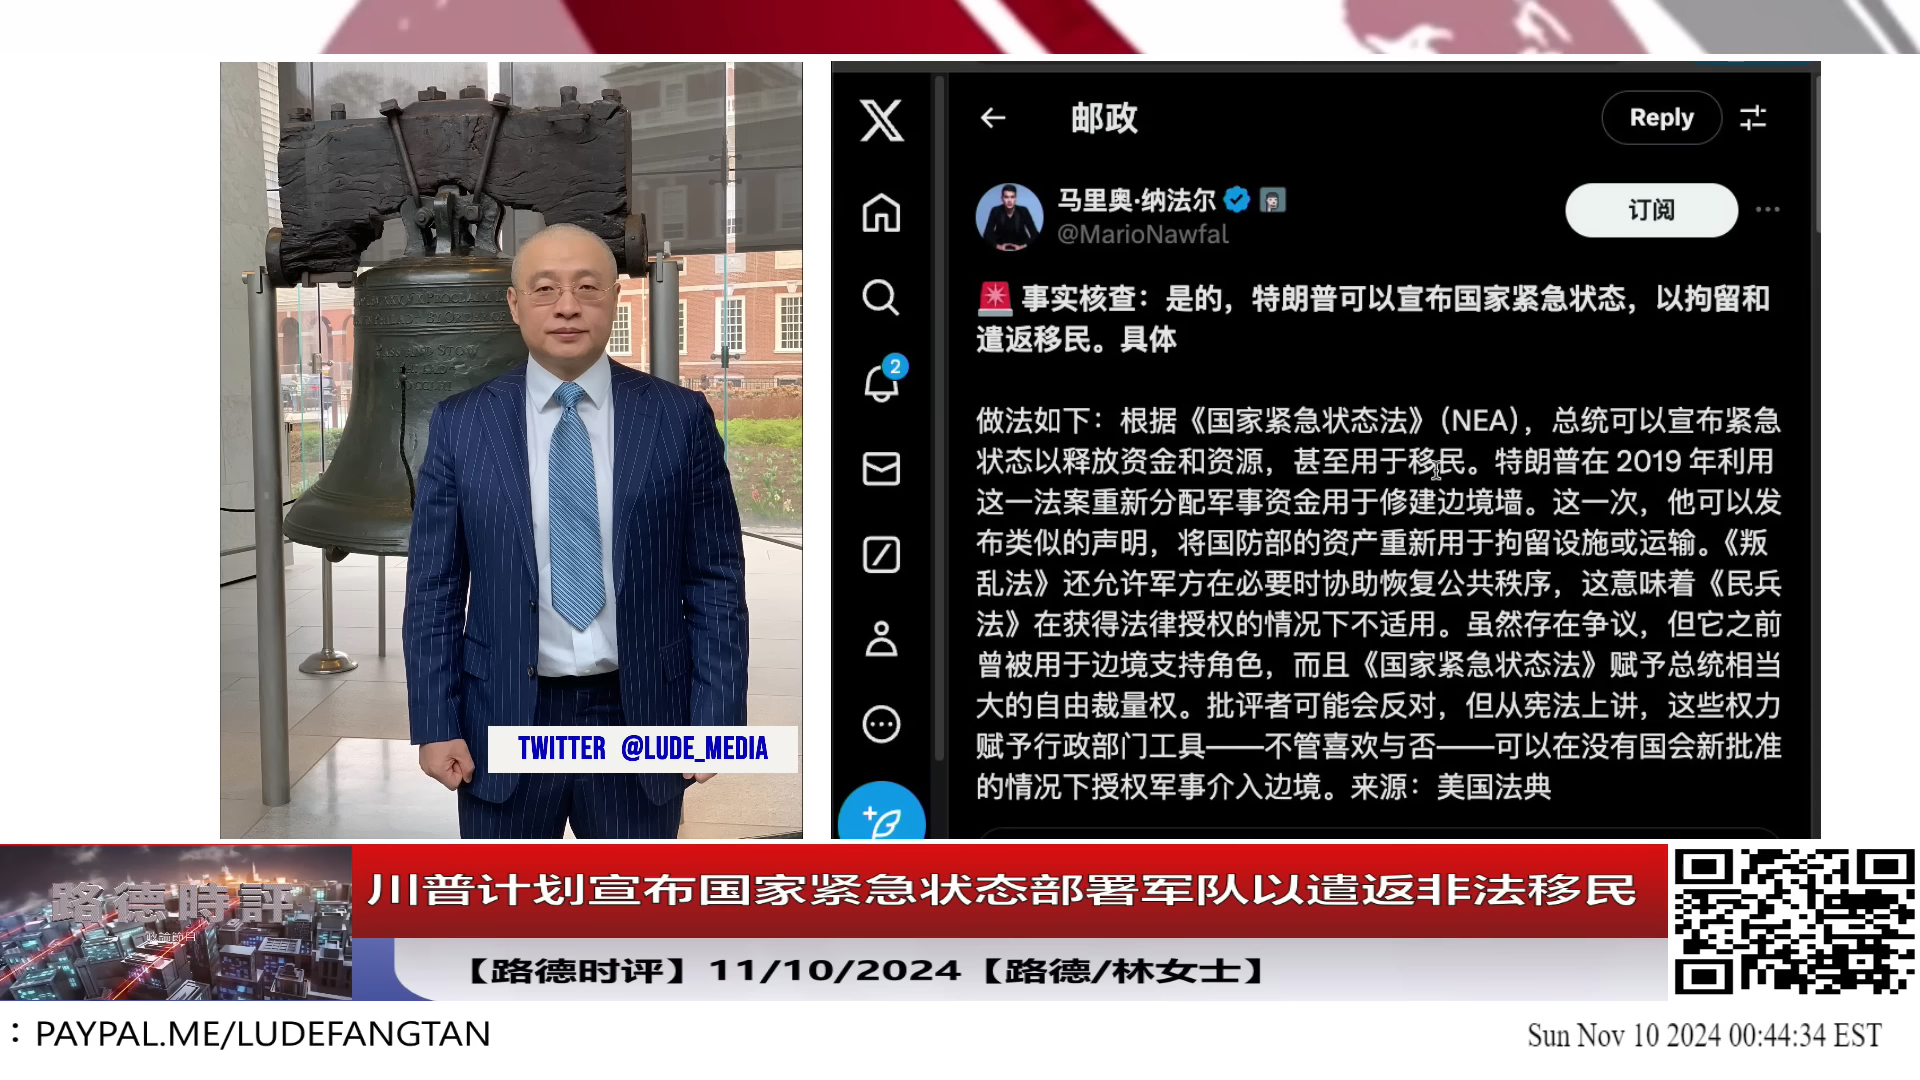 TWITTER @LUDE_MEDIA
邮政
Reply
马里奥·纳法尔
@MarioNawfal
订阅
2
事实核查：是的，特朗普可以宣布国家紧急状态，以拘留和
遣返移民。具体
做法如下：根据《国家紧急状态法》（NEA），总统可以宣布紧急
状态以释放资金和资源，甚至用于移民。特朗普在 2019 年利用
这一法案重新分配军事资金用于修建边境墙。这一次，他可以发
布类似的声明，将国防部的资产重新用于拘留设施或运输。《叛
乱法》还允许军方在必要时协助恢复公共秩序，这意味着《民兵
法》在获得法律授权的情况下不适用。虽然存在争议，但它之前
曾被用于边境支持角色，而且《国家紧急状态法》赋予总统相当
大的自由裁量权。批评者可能会反对，但从宪法上讲，这些权力
赋予行政部门工具——不管喜欢与否——可以在没有国会新批准
的情况下授权军事介入边境。来源：美国法典
路德時評
政論節目
川普计划宣布国家紧急状态部署军队以遣返非法移民
【路德时评】11/10/2024【路德/林女士】
：PAYPAL.ME/LUDEFANGTAN
Sun Nov 10 2024 00:44:34 EST